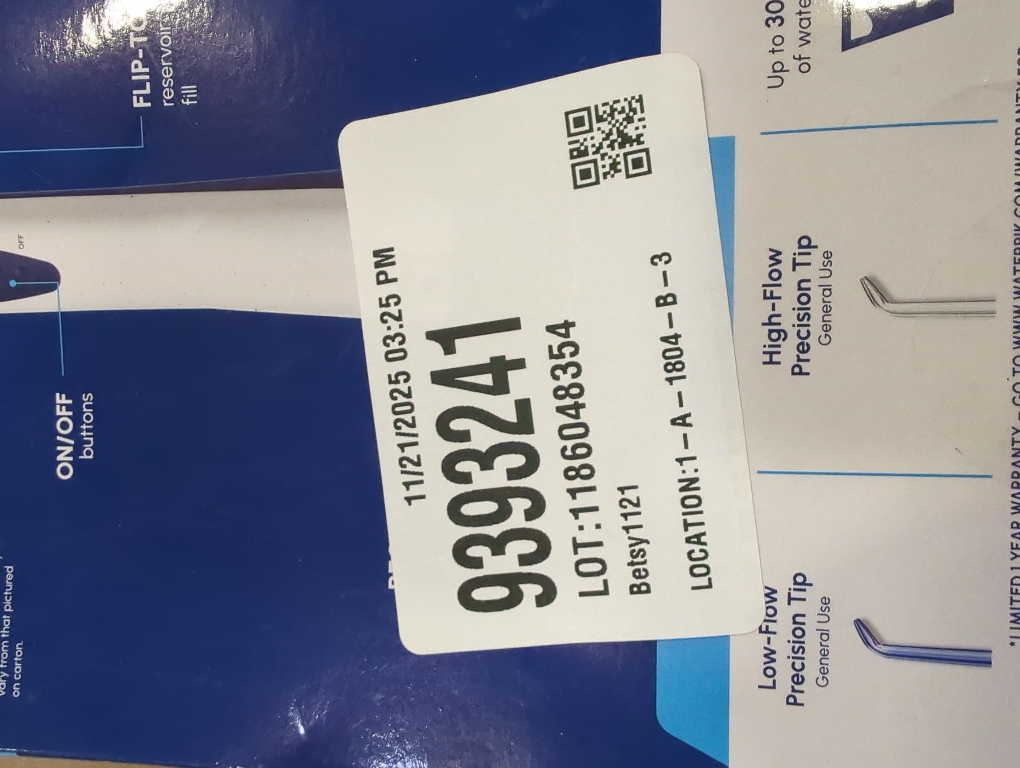 FLIP-T
reservoir
fill
OFF
ON/OFF
buttons
vary from that pictured
on carton.
11/21/2025 03:25 PM
9393241
LOT:1186048354
Betsy1121
LOCATION:1-A-1804-B-3
Up to 30
of wate
High-Flow
Precision Tip
General Use
Low-Flow
Precision Tip
General Use
*LIMITED 1 YEAR WARRANTY - GO TO WWW.WATERPIK.COM/WARRANTY FOR